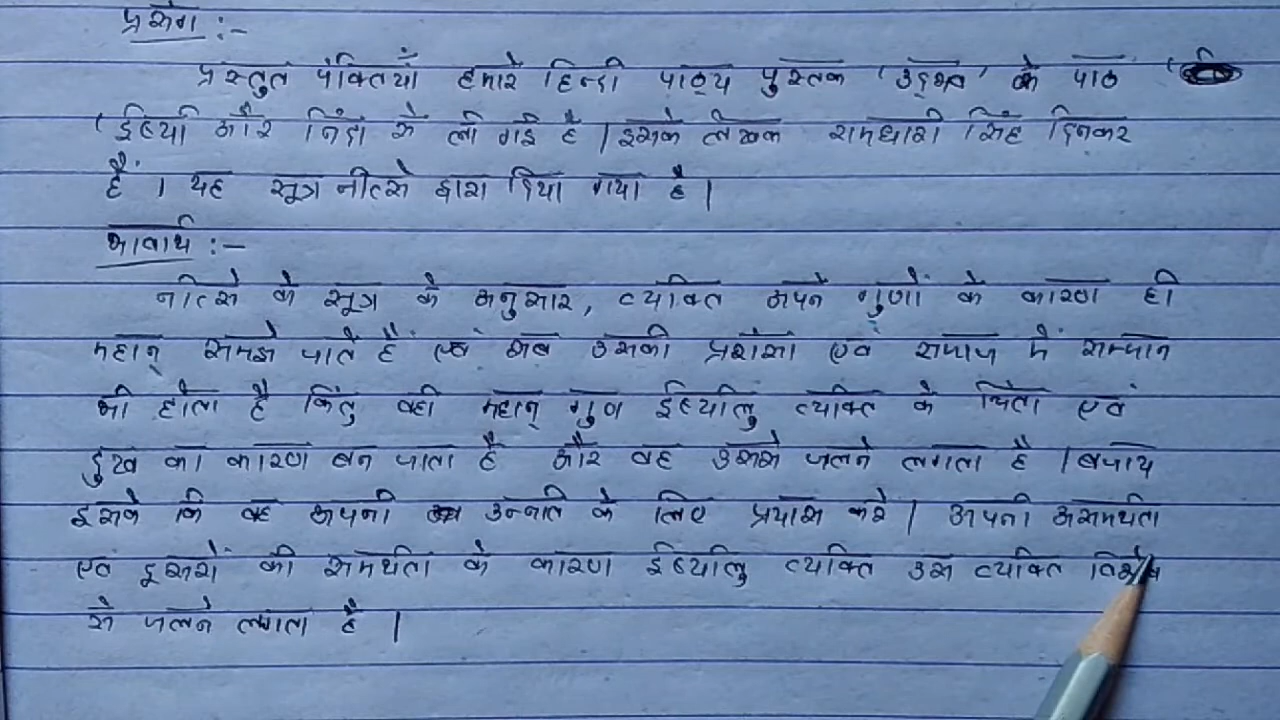 प्रसंग :-
प्रस्तुत पंक्तियाँ हमारे हिन्दी पाठ्य पुस्तक 'उद्भव' के पाठ '
'ईर्ष्या और निंदा से ली गई है । इसके लेखक रामधारी सिंह दिनकर
हैं । यह सूत्र नीत्से द्वारा दिया गया है ।
भावार्थ :-
नीत्से के सूत्र के अनुसार, व्यक्ति अपने गुणों के कारण ही
महान् समझे जाते हैं एवं सब उसकी प्रशंसा एवं समाज में सम्मान
भी होता है किंतु वही महान् गुण ईर्ष्यालु व्यक्ति के चिंता एवं
दुख का कारण बन जाता है और वह उससे जलने लगता है । बजाय
इसके कि वह अपनी उन्नति के लिए प्रयास करे । अपनी असमर्थता
एवं दूसरों की समर्थता के कारण ईर्ष्यालु व्यक्ति उस व्यक्ति विशेष
से जलने लगता है ।